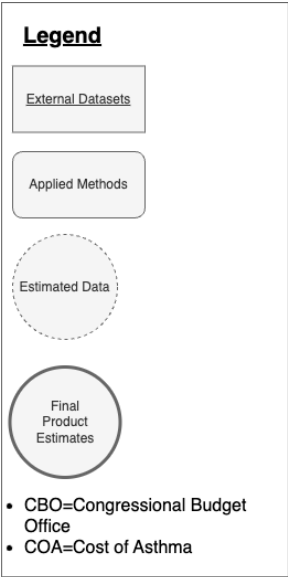 Legend
External Datasets
Applied Methods
Estimated Data
Final
Product
Estimates
• CBO=Congressional Budget
Office
• COA=Cost of Asthma